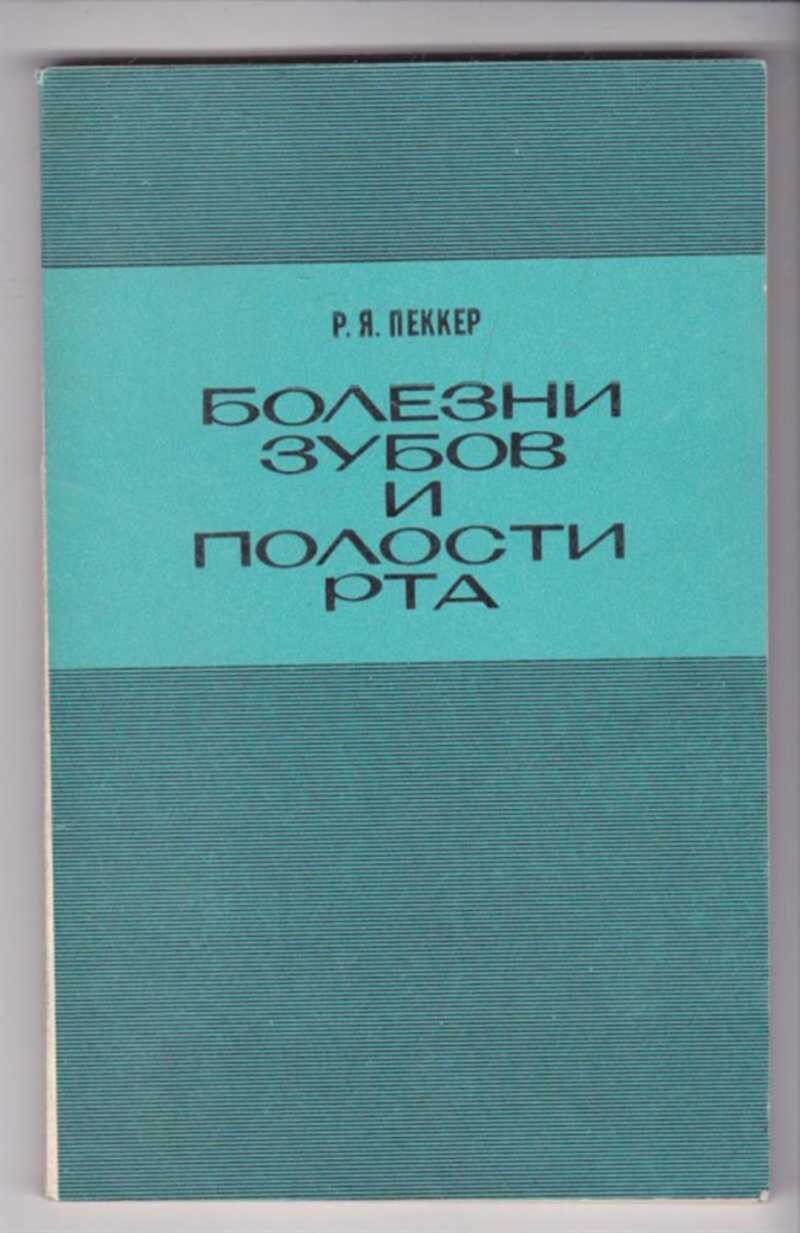 Р. Я. ПЕККЕР
БОЛЕЗНИ
ЗУБОВ
И
ПОЛОСТИ
РТА